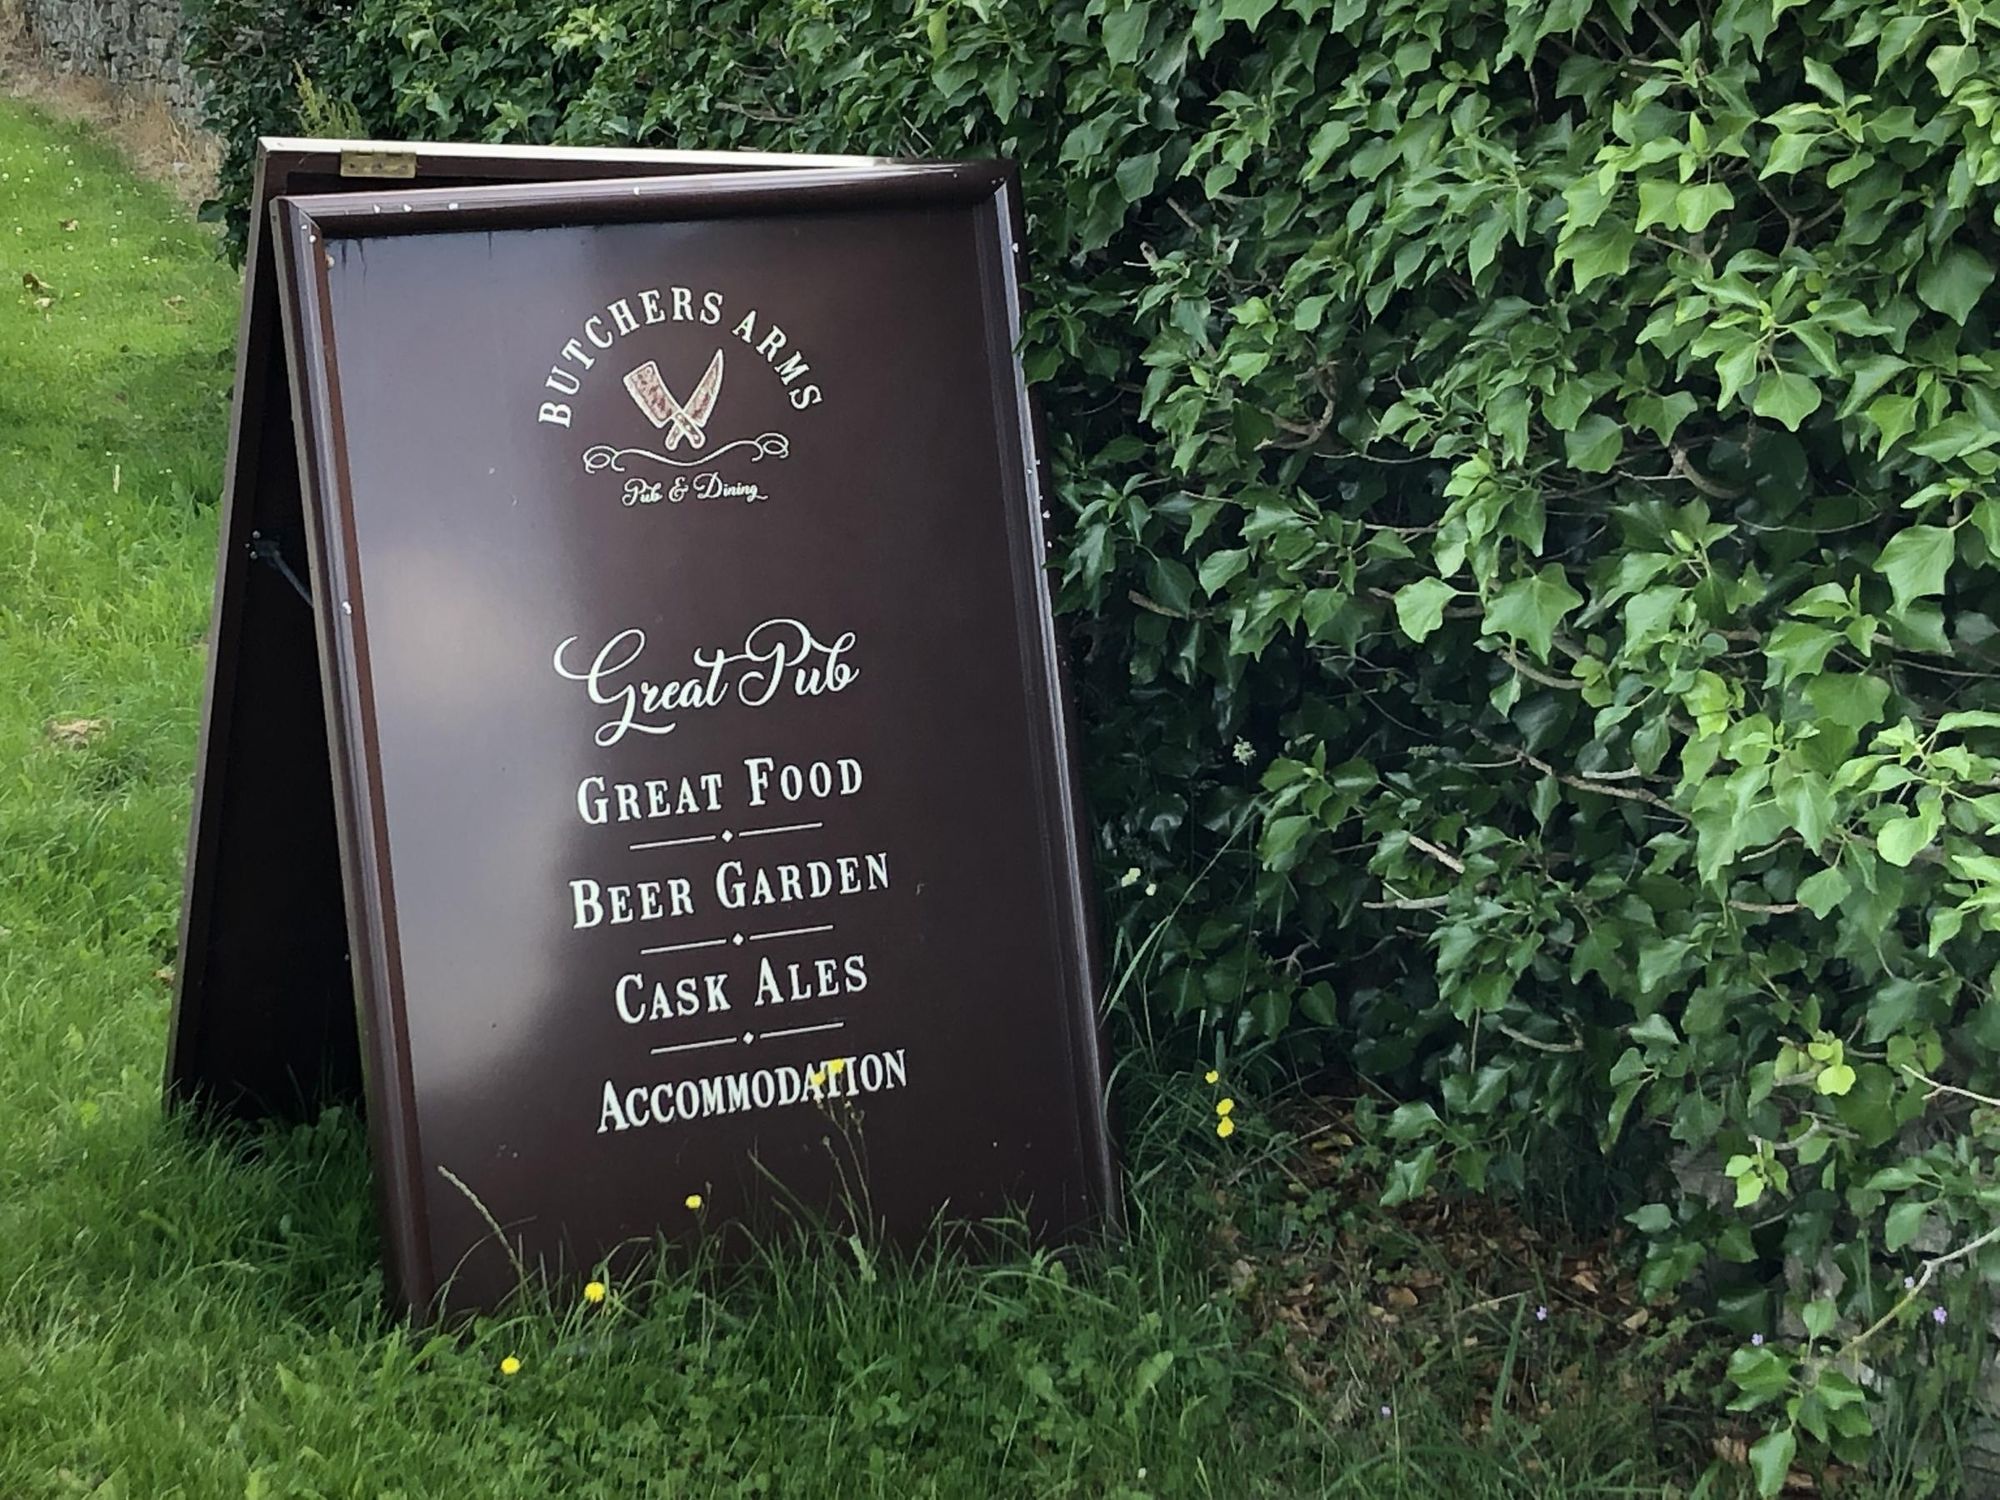 BUTCHERS ARMS
Pub & Dining
Great Pub
GREAT FOOD
BEER GARDEN
CASK ALES
ACCOMMODATION